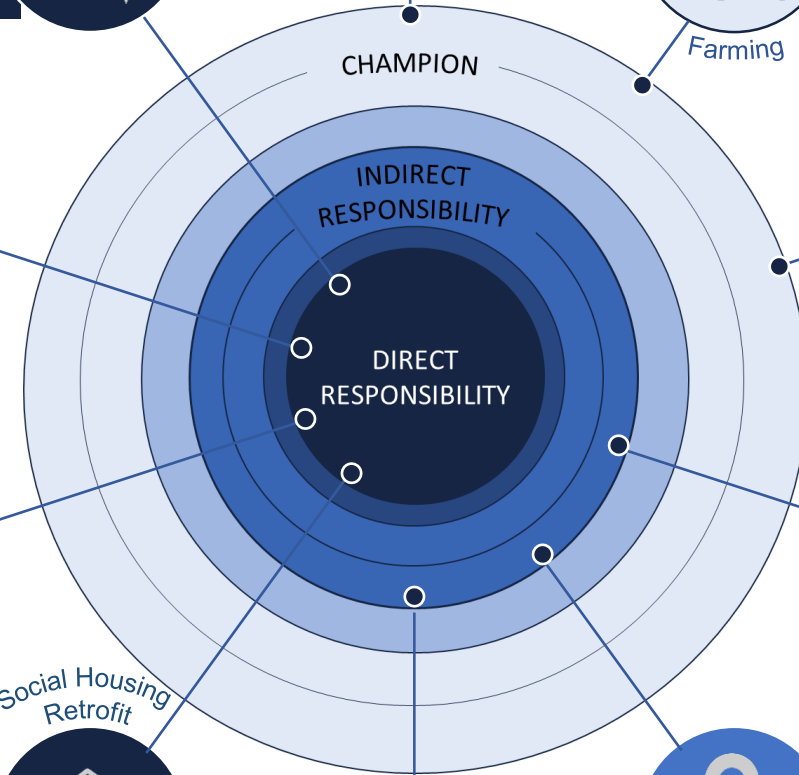 Farming
CHAMPION
INDIRECT
RESPONSIBILITY
DIRECT
RESPONSIBILITY
Social Housing
Retrofit